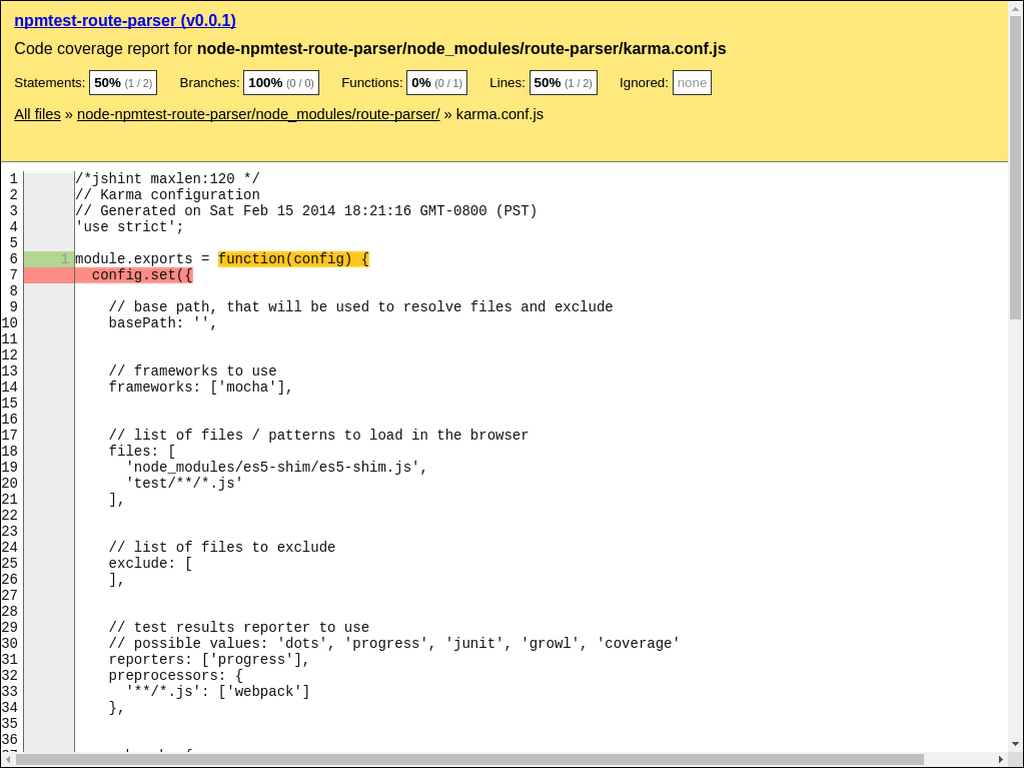 npmtest-route-parser (v0.0.1)
Code coverage report for node-npmtest-route-parser/node_modules/route-parser/karma.conf.js
Statements: 50% (1 / 2) Branches: 100% (0 / 0) Functions: 0% (0 / 1) Lines: 50% (1 / 2) Ignored: none
All files » node-npmtest-route-parser/node_modules/route-parser/ » karma.conf.js
1 /*jshint maxlen:120 */
2 // Karma configuration
3 // Generated on Sat Feb 15 2014 18:21:16 GMT-0800 (PST)
4 'use strict';
5
6 1 module.exports = function(config) {
7 config.set({
8
9 // base path, that will be used to resolve files and exclude
10 basePath: '',
11
12
13 // frameworks to use
14 frameworks: ['mocha'],
15
16
17 // list of files / patterns to load in the browser
18 files: [
19 'node_modules/es5-shim/es5-shim.js',
20 'test/**/*.js'
21 ],
22
23
24 // list of files to exclude
25 exclude: [
26 ],
27
28
29 // test results reporter to use
30 // possible values: 'dots', 'progress', 'junit', 'growl', 'coverage'
31 reporters: ['progress'],
32 preprocessors: {
33 '**/*.js': ['webpack']
34 },
35
36